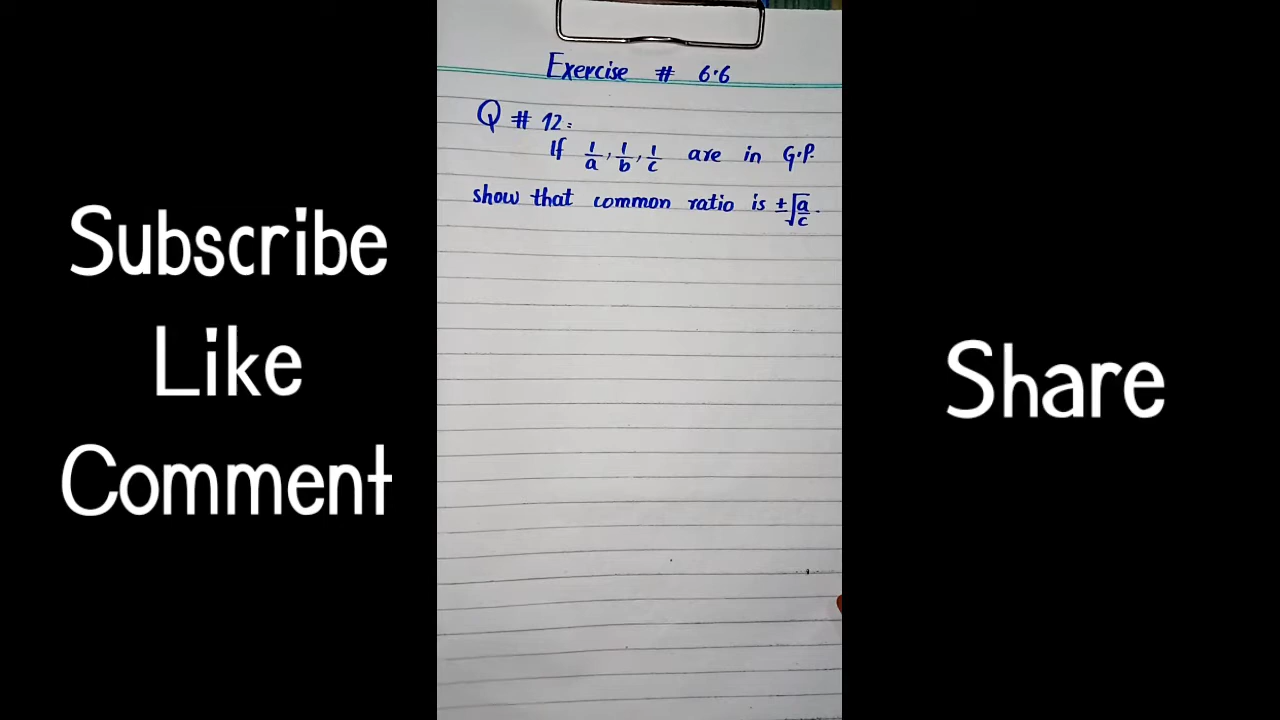 Exercise # 6.6
Q # 12:
If 1/a, 1/b, 1/c are in G.P.
show that common ratio is ±√a/c.
Subscribe
Like
Comment
Share